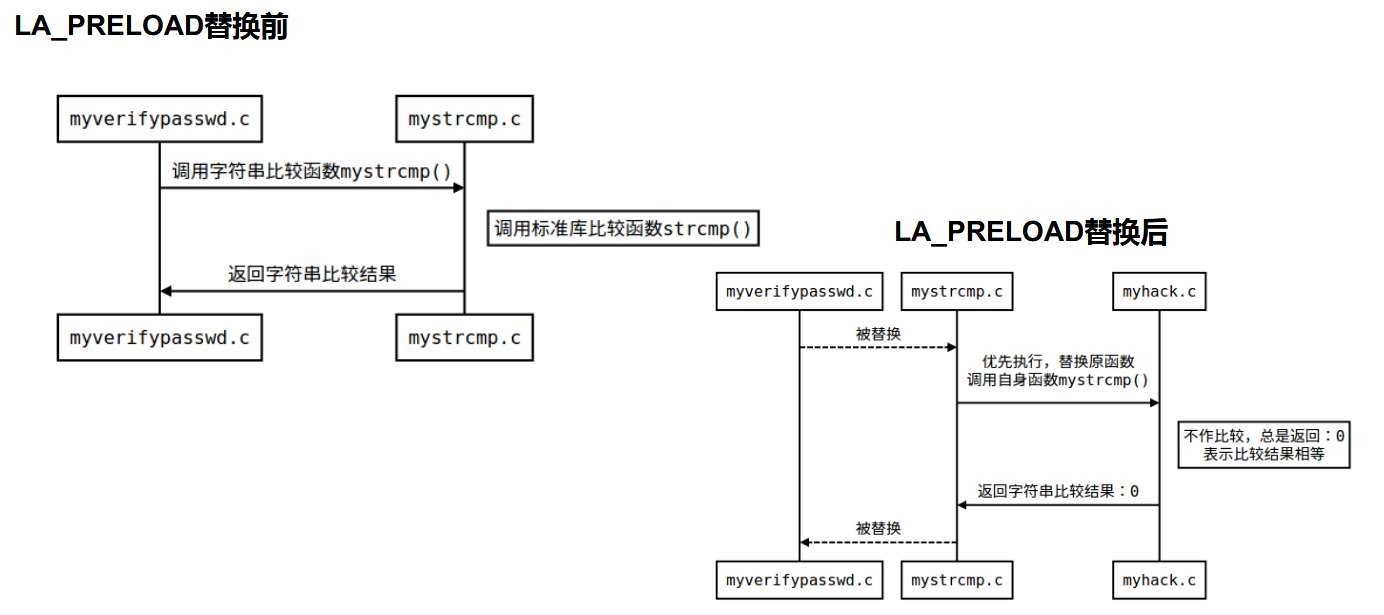 LA_PRELOAD替换前
myverifypasswd.c
mystrcmp.c
调用字符串比较函数mystrcmp()
调用标准库比较函数strcmp()
返回字符串比较结果
myverifypasswd.c
mystrcmp.c
LA_PRELOAD替换后
myverifypasswd.c
mystrcmp.c
myhack.c
被替换
优先执行，替换原函数
调用自身函数mystrcmp()
不作比较，总是返回：0
表示比较结果相等
返回字符串比较结果：0
被替换
myverifypasswd.c
mystrcmp.c
myhack.c